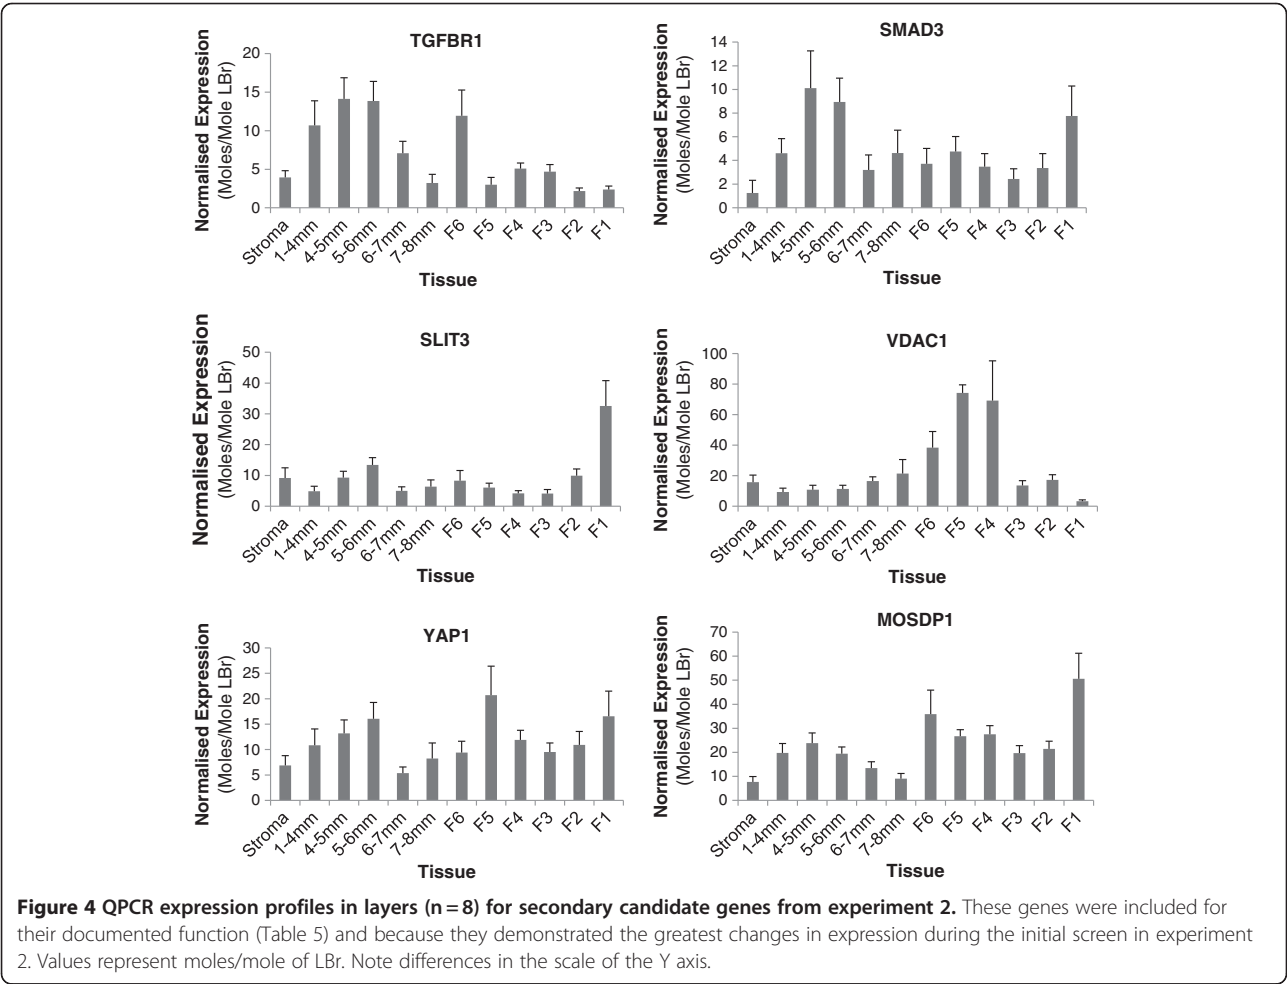 TGFBR1
Normalised Expression
(Moles/Mole LBr)
20
15
10
5
0
Stroma
1-4mm
4-5mm
5-6mm
6-7mm
7-8mm
F6
F5
F4
F3
F2
F1
Tissue
SMAD3
Normalised Expression
(Moles/Mole LBr)
14
12
10
8
6
4
2
0
Stroma
1-4mm
4-5mm
5-6mm
6-7mm
7-8mm
F6
F5
F4
F3
F2
F1
Tissue
SLIT3
Normalised Expression
(Moles/Mole LBr)
50
40
30
20
10
0
Stroma
1-4mm
4-5mm
5-6mm
6-7mm
7-8mm
F6
F5
F4
F3
F2
F1
Tissue
VDAC1
Normalised Expression
(Moles/Mole LBr)
100
80
60
40
20
0
Stroma
1-4mm
4-5mm
5-6mm
6-7mm
7-8mm
F6
F5
F4
F3
F2
F1
Tissue
YAP1
Normalised Expression
(Moles/Mole LBr)
30
25
20
15
10
5
0
Stroma
1-4mm
4-5mm
5-6mm
6-7mm
7-8mm
F6
F5
F4
F3
F2
F1
Tissue
MOSDP1
Normalised Expression
(Moles/Mole LBr)
70
60
50
40
30
20
10
0
Stroma
1-4mm
4-5mm
5-6mm
6-7mm
7-8mm
F6
F5
F4
F3
F2
F1
Tissue
Figure 4 QPCR expression profiles in layers (n = 8) for secondary candidate genes from experiment 2. These genes were included for
their documented function (Table 5) and because they demonstrated the greatest changes in expression during the initial screen in experiment
2. Values represent moles/mole of LBr. Note differences in the scale of the Y axis.